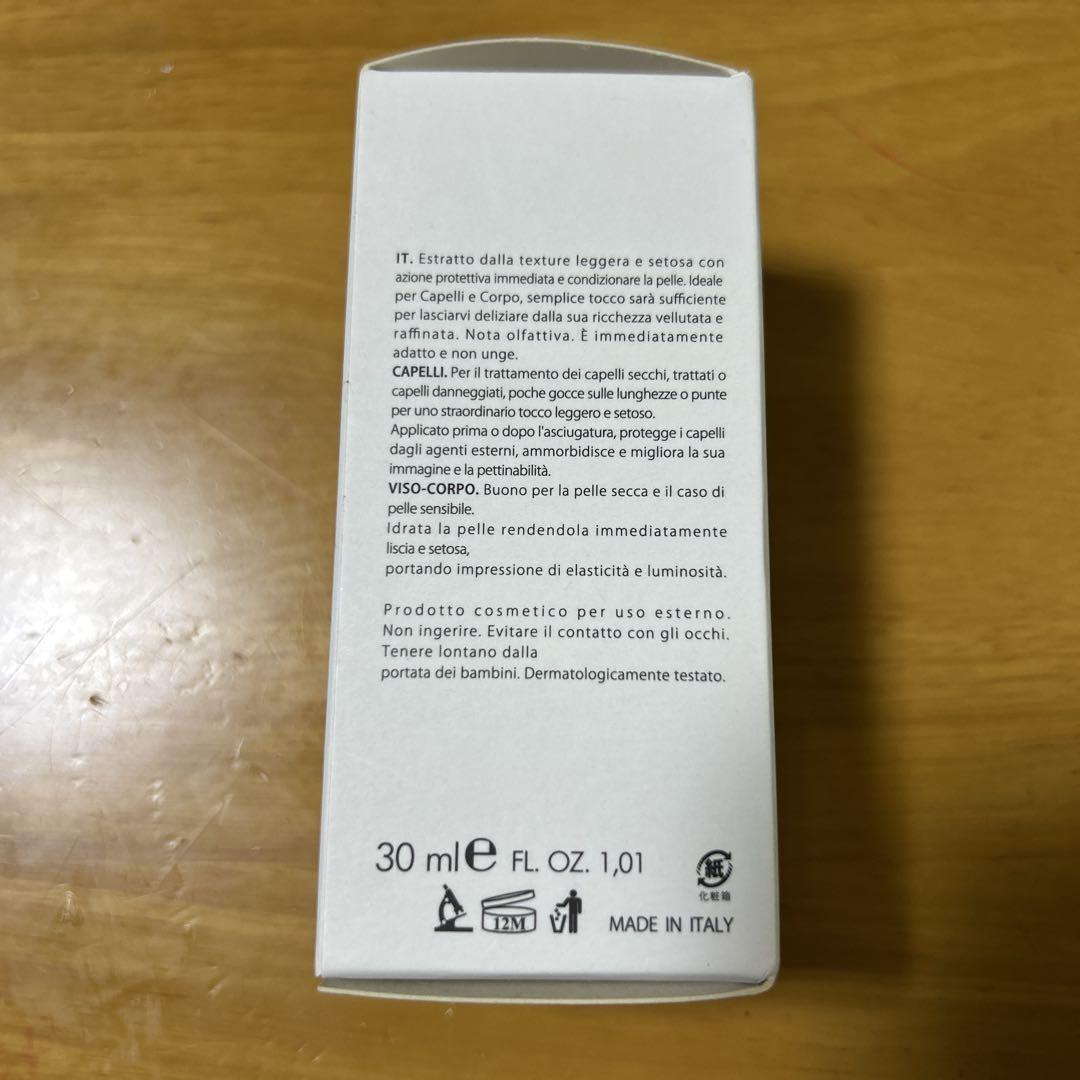 IT. Estratto dalla texture leggera e setosa con
azione protettiva immediata e condizionare la pelle. Ideale
per Capelli e Corpo, semplice tocco sarà sufficiente
per lasciarvi deliziare dalla sua ricchezza vellutata e
raffinata. Nota olfattiva. È immediatamente
adatto e non unge.
CAPELLI. Per il trattamento dei capelli secchi, trattati o
capelli danneggiati, poche gocce sulle lunghezze o punte
per uno straordinario tocco leggero e setoso.
Applicato prima o dopo l'asciugatura, protegge i capelli
dagli agenti esterni, ammorbidisce e migliora la sua
immagine e la pettinabilità.
VISO-CORPO. Buono per la pelle secca e il caso di
pelle sensibile.
Idrata la pelle rendendola immediatamente
liscia e setosa,
portando impressione di elasticità e luminosità.
Prodotto cosmetico per uso esterno.
Non ingerire. Evitare il contatto con gli occhi.
Tenere lontano dalla
portata dei bambini. Dermatologicamente testato.
30 ml e FL. OZ. 1,01
紙
化粧箱
12M
MADE IN ITALY